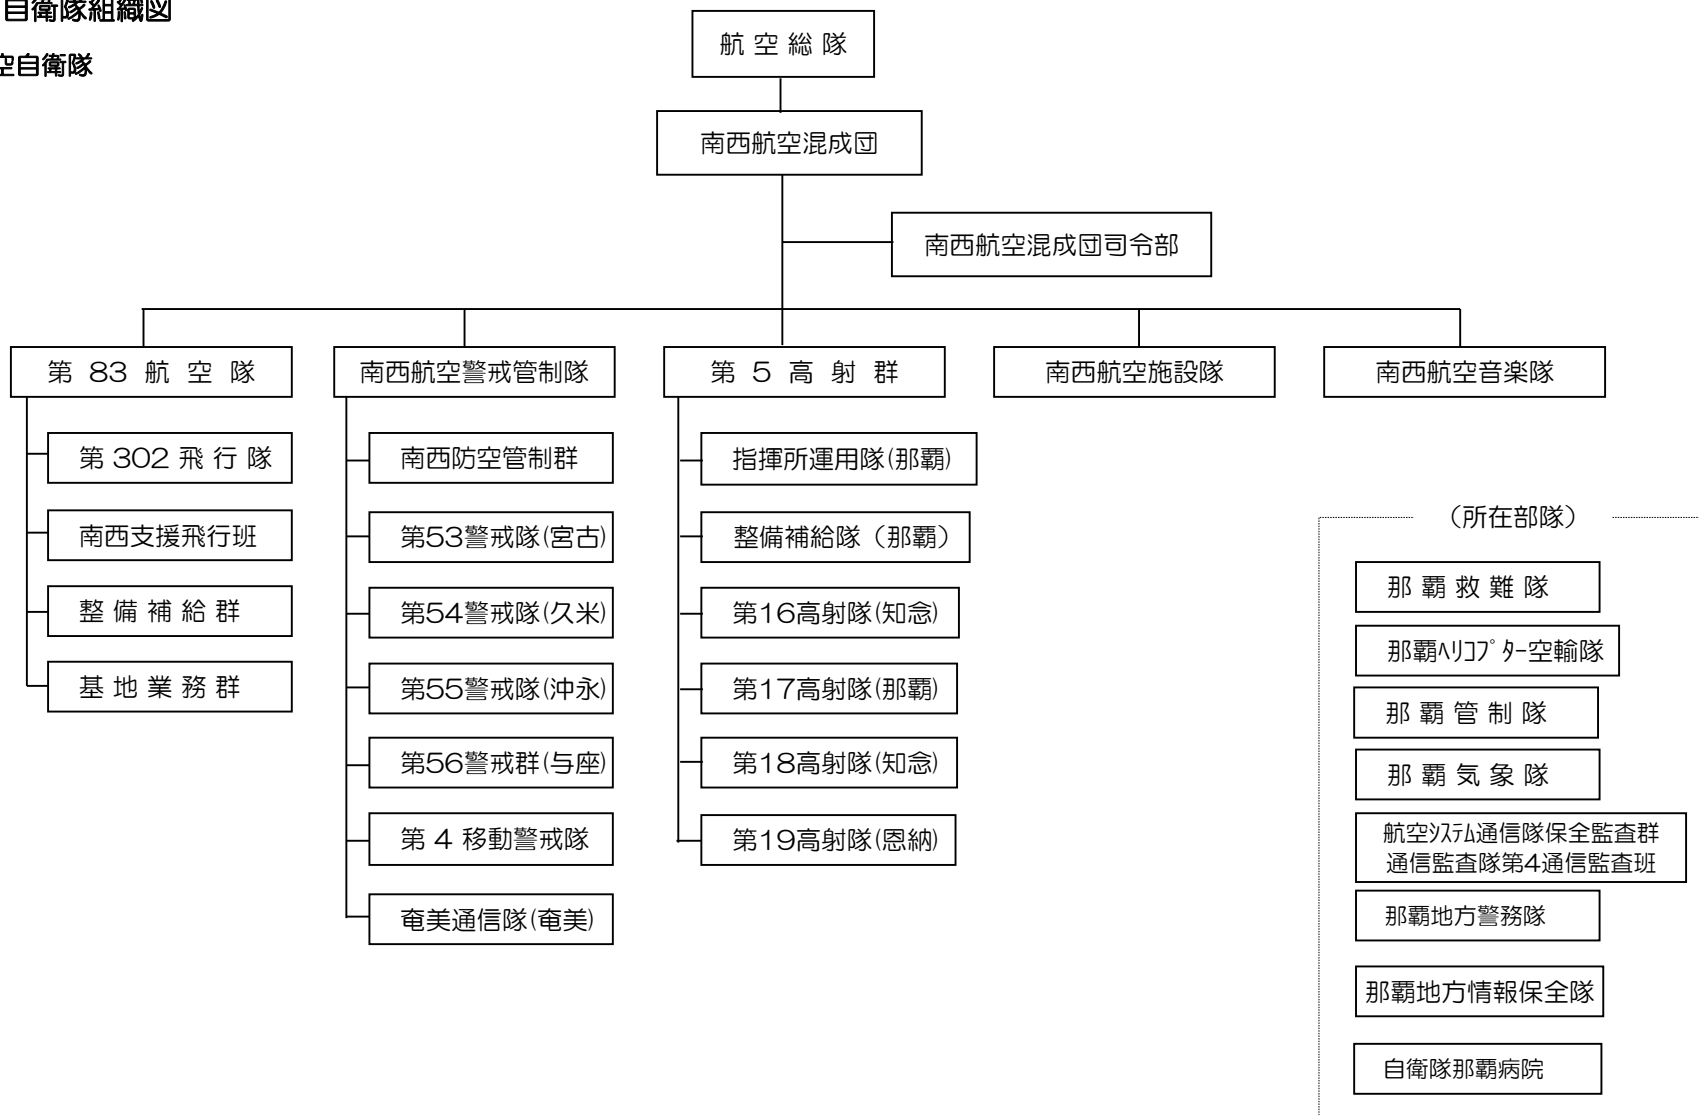 自衛隊組織図
空自衛隊
航空総隊
南西航空混成団
南西航空混成団司令部
第83航空隊
第302飛行隊
南西支援飛行班
整備補給群
基地業務群
南西航空警戒管制隊
南西防空管制群
第53警戒隊(宮古)
第54警戒隊(久米)
第55警戒隊(沖永)
第56警戒群(与座)
第4移動警戒隊
奄美通信隊(奄美)
第5高射群
指揮所運用隊(那覇)
整備補給隊（那覇）
第16高射隊(知念)
第17高射隊(那覇)
第18高射隊(知念)
第19高射隊(恩納)
南西航空施設隊
南西航空音楽隊
（所在部隊）
那覇救難隊
那覇ﾍﾘｺﾌﾟﾀｰ空輸隊
那覇管制隊
那覇気象隊
航空ｼｽﾃﾑ通信隊保全監査群
通信監査隊第4通信監査班
那覇地方警務隊
那覇地方情報保全隊
自衛隊那覇病院